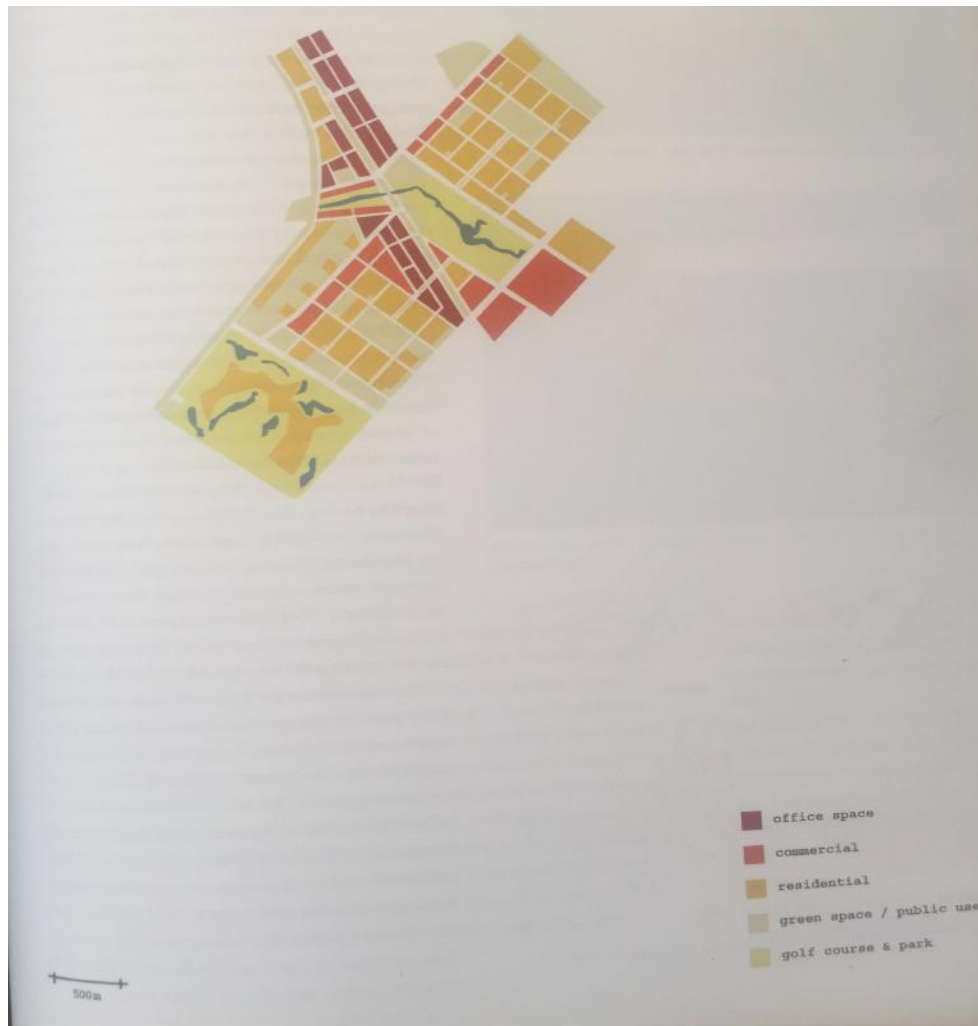 office space
commercial
residential
green space / public use
golf course & park
500m